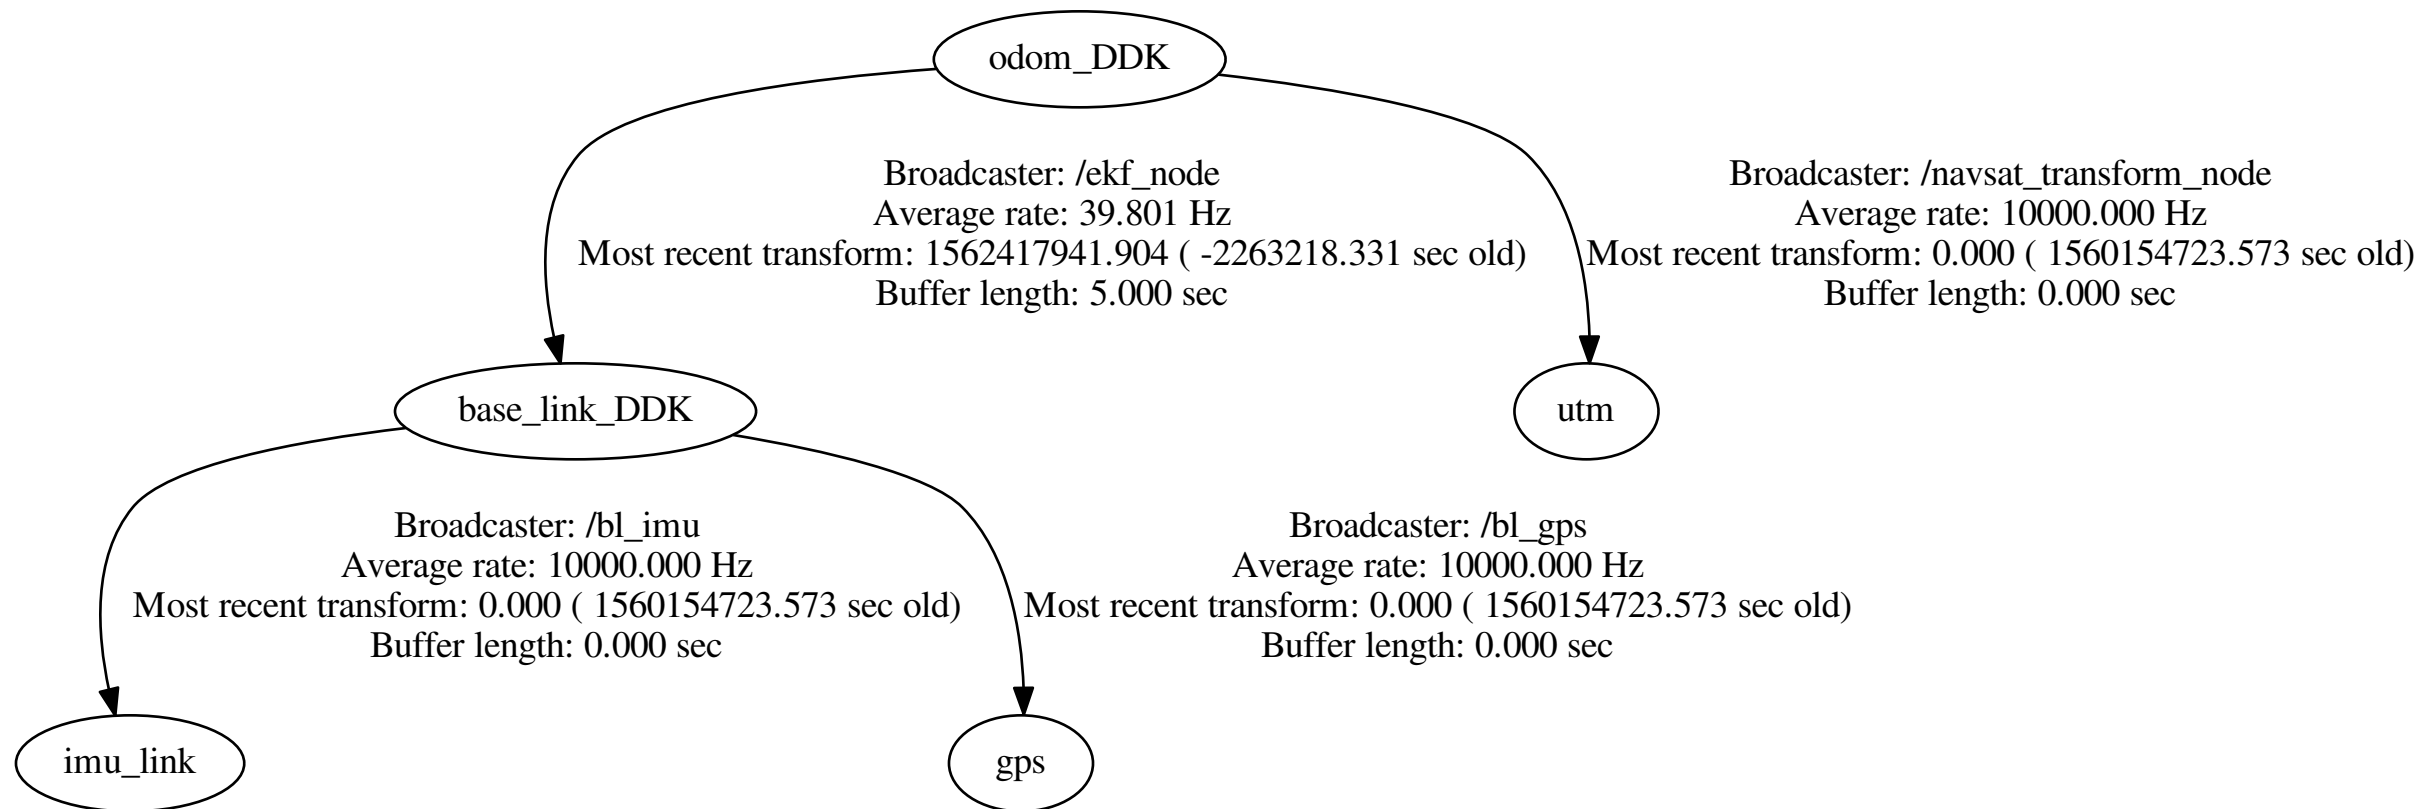 odom_DDK
Broadcaster: /ekf_node
Average rate: 39.801 Hz
Most recent transform: 1562417941.904 ( -2263218.331 sec old)
Buffer length: 5.000 sec
Broadcaster: /navsat_transform_node
Average rate: 10000.000 Hz
Most recent transform: 0.000 ( 1560154723.573 sec old)
Buffer length: 0.000 sec
base_link_DDK
utm
Broadcaster: /bl_imu
Average rate: 10000.000 Hz
Most recent transform: 0.000 ( 1560154723.573 sec old)
Buffer length: 0.000 sec
Broadcaster: /bl_gps
Average rate: 10000.000 Hz
Most recent transform: 0.000 ( 1560154723.573 sec old)
Buffer length: 0.000 sec
imu_link
gps